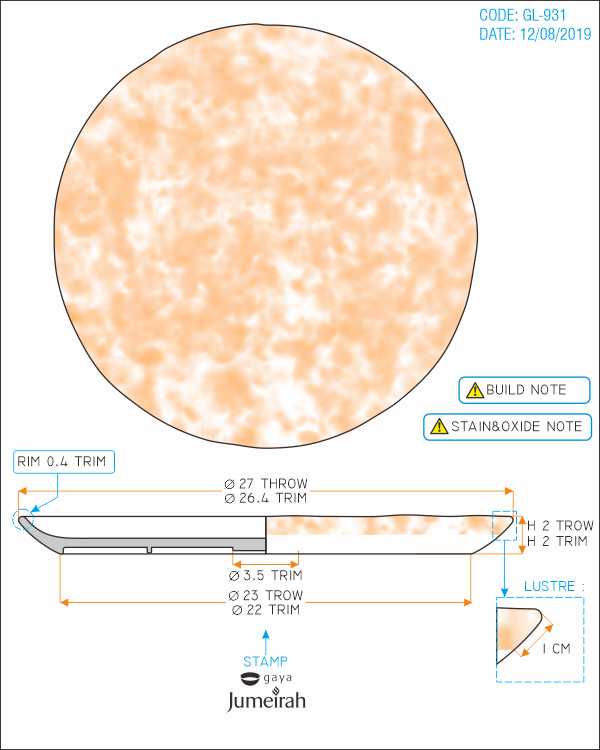 CODE: GL-931
DATE: 12/08/2019
BUILD NOTE
STAIN&OXIDE NOTE
RIM 0.4 TRIM
Ø 27 THROW
Ø 26.4 TRIM
H 2 TROW
H 2 TRIM
Ø 3.5 TRIM
Ø 23 TROW
Ø 22 TRIM
LUSTRE :
1 CM
STAMP
gaya
Jumeirah